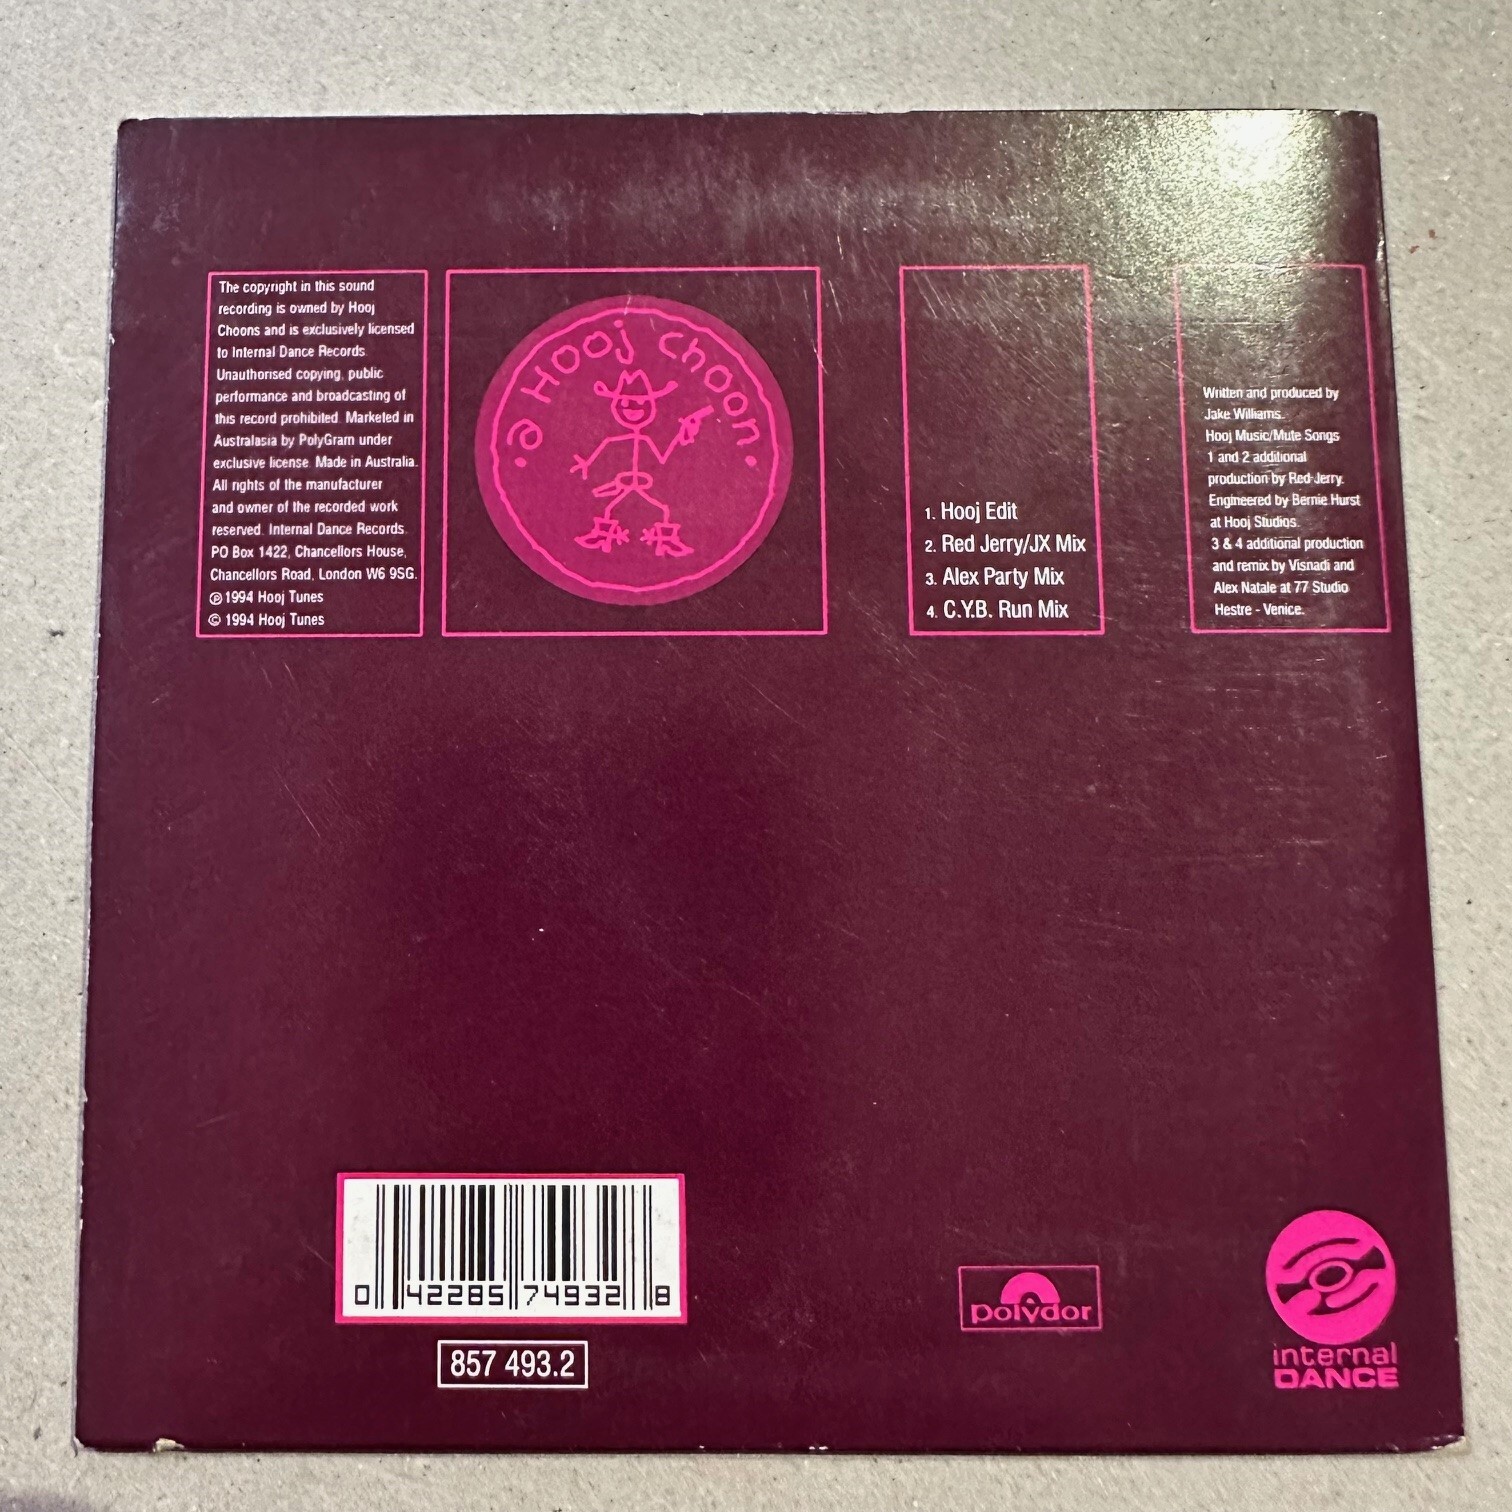 The copyright in this sound
recording is owned by Hooj
Choons and is exclusively licensed
to Internal Dance Records.
Unauthorised copying, public
performance and broadcasting of
this record prohibited. Marketed in
Australasia by PolyGram under
exclusive license. Made in Australia.
All rights of the manufacturer
and owner of the recorded work
reserved. Internal Dance Records.
PO Box 1422, Chancellors House,
Chancellors Road, London W6 9SG.
℗ 1994 Hooj Tunes
© 1994 Hooj Tunes
·a Hooj choon·
1. Hooj Edit
2. Red Jerry/JX Mix
3. Alex Party Mix
4. C.Y.B. Run Mix
Written and produced by
Jake Williams.
Hooj Music/Mute Songs
1 and 2 additional
production by Red Jerry.
Engineered by Bernie Hurst
at Hooj Studios.
3 & 4 additional production
and remix by Visnadi and
Alex Natale at 77 Studio
Hestre - Venice.
0 42285 74932 8
857 493.2
polydor
internal
DANCE